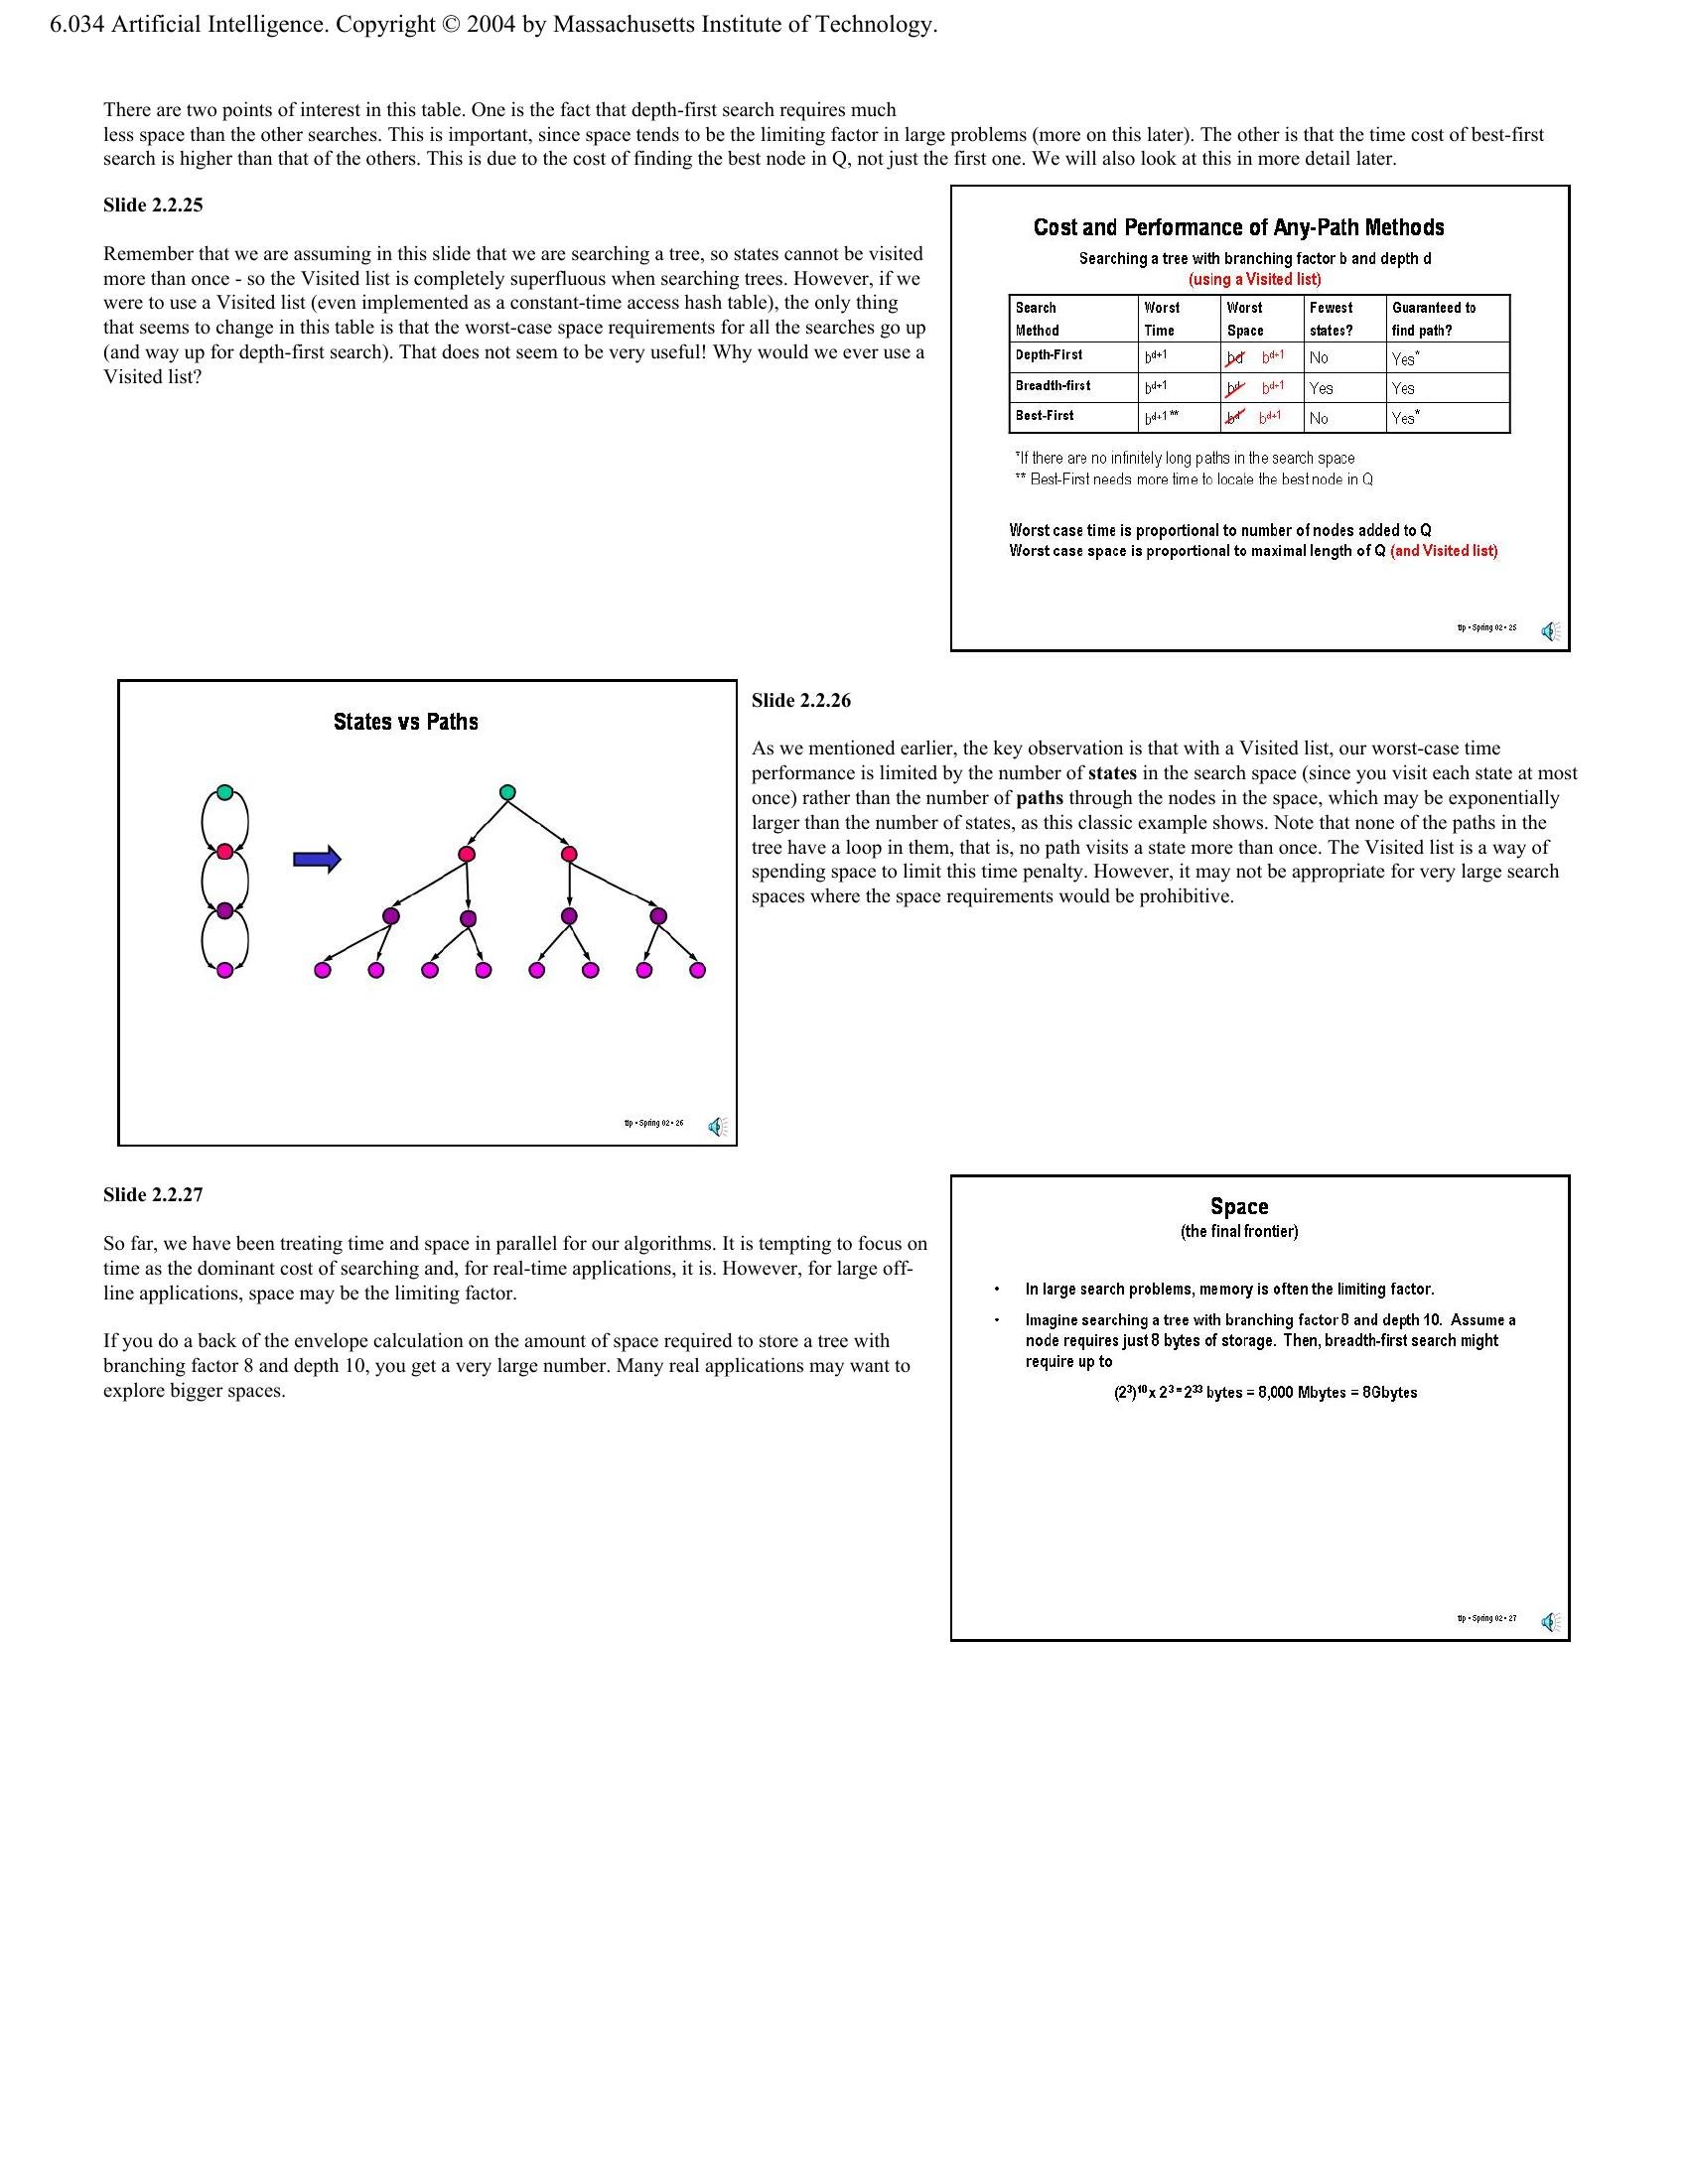 6.034 Artificial Intelligence. Copyright © 2004 by Massachusetts Institute of Technology.
There are two points of interest in this table. One is the fact that depth-first search requires much
less space than the other searches. This is important, since space tends to be the limiting factor in large problems (more on this later). The other is that the time cost of best-first
search is higher than that of the others. This is due to the cost of finding the best node in Q, not just the first one. We will also look at this in more detail later.
Slide 2.2.25
Remember that we are assuming in this slide that we are searching a tree, so states cannot be visited
more than once - so the Visited list is completely superfluous when searching trees. However, if we
were to use a Visited list (even implemented as a constant-time access hash table), the only thing
that seems to change in this table is that the worst-case space requirements for all the searches go up
(and way up for depth-first search). That does not seem to be very useful! Why would we ever use a
Visited list?
Cost and Performance of Any-Path Methods
Searching a tree with branching factor b and depth d
(using a Visited list)
Search Method Worst Time Worst Space Fewest states? Guaranteed to find path?
Depth-First b^d+1 bd b^d+1 No Yes*
Breadth-first b^d+1 b^d b^d+1 Yes Yes
Best-First b^d+1 ** b^d b^d+1 No Yes*
*If there are no infinitely long paths in the search space
** Best-First needs more time to locate the best node in Q
Worst case time is proportional to number of nodes added to Q
Worst case space is proportional to maximal length of Q (and Visited list)
tlp • Spring 02 • 25
States vs Paths
tlp • Spring 02 • 26
Slide 2.2.26
As we mentioned earlier, the key observation is that with a Visited list, our worst-case time
performance is limited by the number of states in the search space (since you visit each state at most
once) rather than the number of paths through the nodes in the space, which may be exponentially
larger than the number of states, as this classic example shows. Note that none of the paths in the
tree have a loop in them, that is, no path visits a state more than once. The Visited list is a way of
spending space to limit this time penalty. However, it may not be appropriate for very large search
spaces where the space requirements would be prohibitive.
Slide 2.2.27
So far, we have been treating time and space in parallel for our algorithms. It is tempting to focus on
time as the dominant cost of searching and, for real-time applications, it is. However, for large off-
line applications, space may be the limiting factor.
If you do a back of the envelope calculation on the amount of space required to store a tree with
branching factor 8 and depth 10, you get a very large number. Many real applications may want to
explore bigger spaces.
Space
(the final frontier)
• In large search problems, memory is often the limiting factor.
• Imagine searching a tree with branching factor 8 and depth 10. Assume a
node requires just 8 bytes of storage. Then, breadth-first search might
require up to
(2³)¹⁰ x 2³ = 2³³ bytes = 8,000 Mbytes = 8Gbytes
tlp • Spring 02 • 27